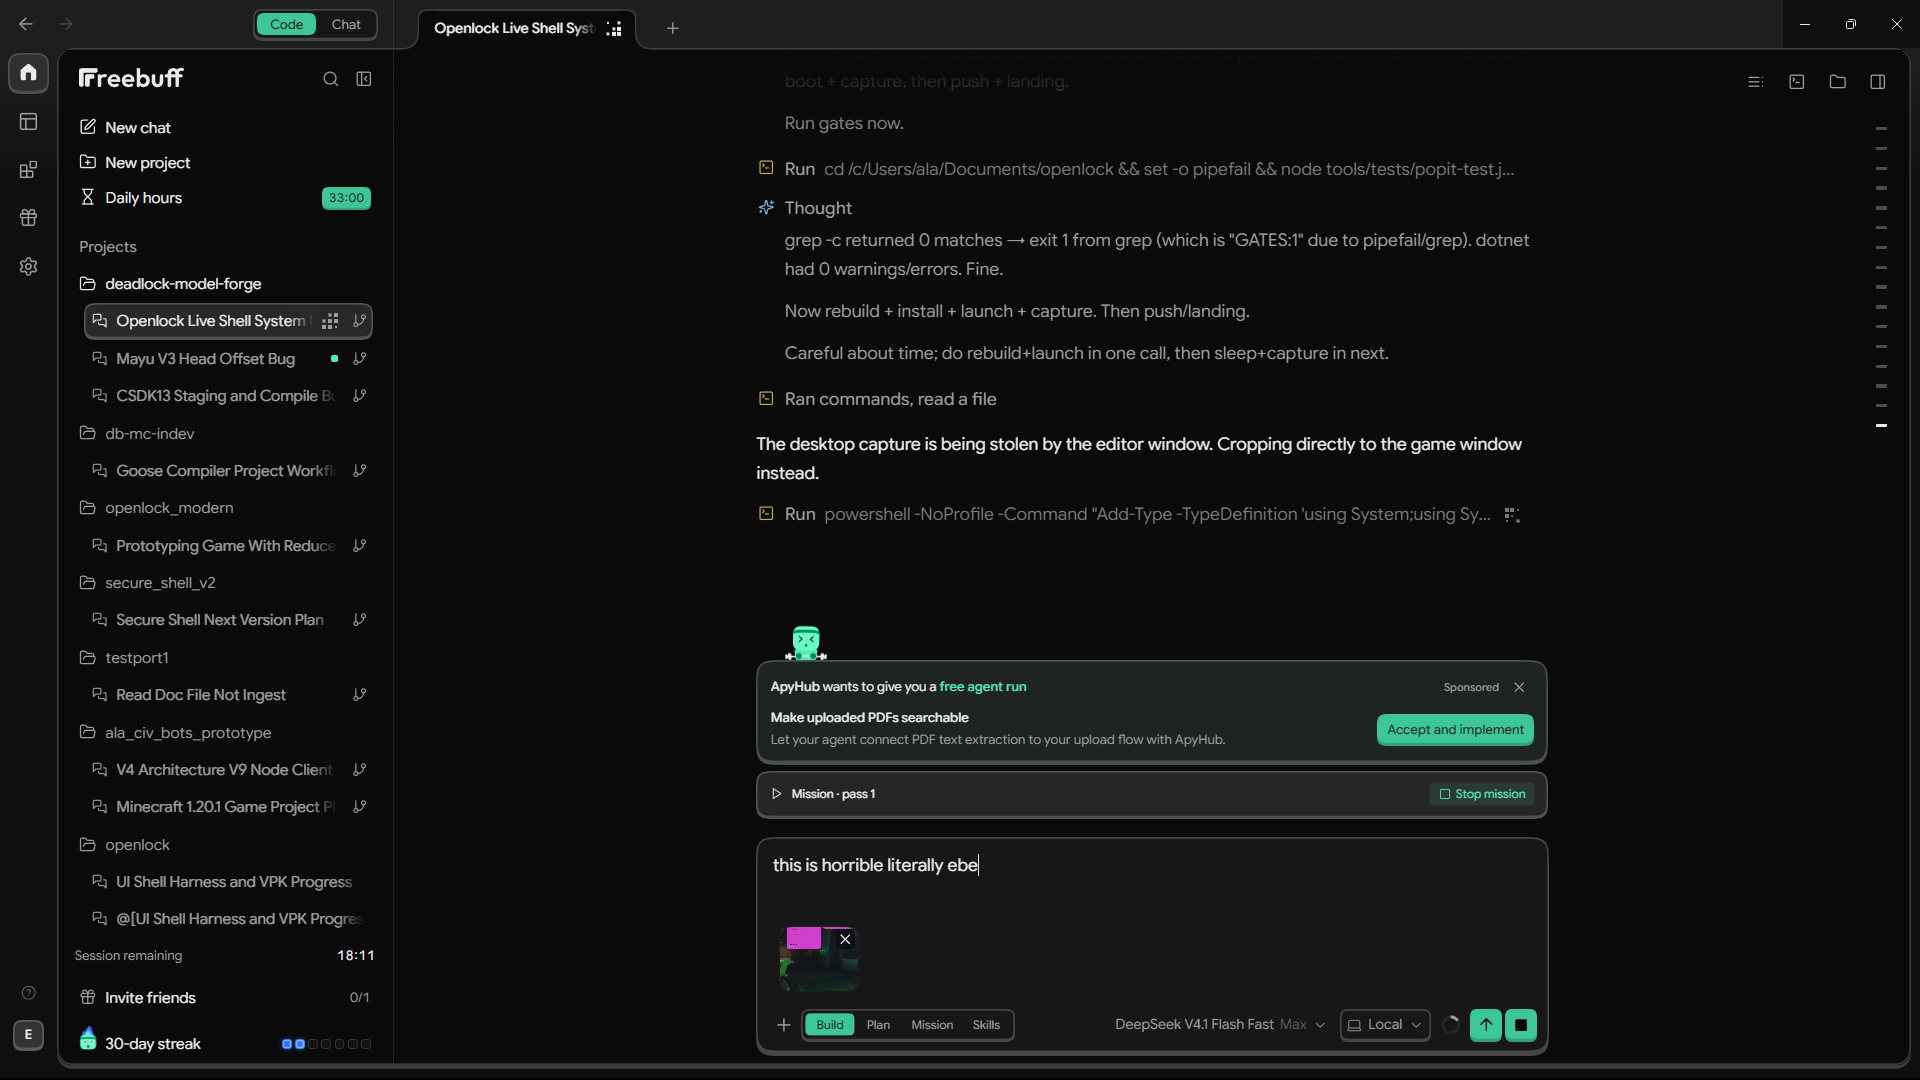 Code
Chat
Openlock Live Shell Syst
Freebuff
New chat
New project
Daily hours
33:00
Projects
deadlock-model-forge
Openlock Live Shell System
Mayu V3 Head Offset Bug
CSDK13 Staging and Compile Bu
db-mc-indev
Goose Compiler Project Workfl
openlock_modern
Prototyping Game With Reduce
secure_shell_v2
Secure Shell Next Version Plan
testport1
Read Doc File Not Ingest
ala_civ_bots_prototype
V4 Architecture V9 Node Client
Minecraft 1.20.1 Game Project Pl
openlock
UI Shell Harness and VPK Progress
@[UI Shell Harness and VPK Progres
Session remaining
18:11
Invite friends
0/1
E
30-day streak
boot + capture, then push + landing.
Run gates now.
Run cd /c/Users/ala/Documents/openlock && set -o pipefail && node tools/tests/popit-test.j...
Thought
grep -c returned 0 matches → exit 1 from grep (which is "GATES:1" due to pipefail/grep). dotnet
had 0 warnings/errors. Fine.
Now rebuild + install + launch + capture. Then push/landing.
Careful about time; do rebuild+launch in one call, then sleep+capture in next.
Ran commands, read a file
The desktop capture is being stolen by the editor window. Cropping directly to the game window
instead.
Run powershell -NoProfile -Command "Add-Type -TypeDefinition 'using System;using Sy...
ApyHub wants to give you a free agent run
Sponsored
Make uploaded PDFs searchable
Let your agent connect PDF text extraction to your upload flow with ApyHub.
Accept and implement
Mission · pass 1
Stop mission
this is horrible literally ebe
Build
Plan
Mission
Skills
DeepSeek V4.1 Flash Fast Max
Local